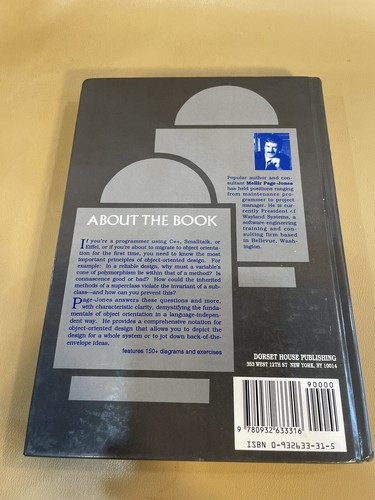 Popular author and con-
sultant Meilir Page-Jones
has held positions ranging
from maintenance pro-
grammer to project
manager. He is cur-
rently President of
Wayland Systems, a
software-engineering
training and con-
sulting firm based
in Bellevue, Wash-
ington.
ABOUT THE BOOK
If you're a programmer using C++, Smalltalk, or
Eiffel, or if you're about to migrate to object orienta-
tion for the first time, you need to know the most
important principles of object-oriented design. For
example: In a reliable design, why must a variable's
cone of polymorphism lie within that of a method? Is
connascence good or bad? How could the inherited
methods of a superclass violate the invariant of a sub-
class—and how can you prevent this?
Page-Jones answers these questions and more,
with characteristic clarity, demystifying the funda-
mentals of object orientation in a language-indepen-
dent way. He provides a comprehensive notation for
object-oriented design that allows you to depict the
design for a whole system or to jot down back-of-the-
envelope ideas.
features 150+ diagrams and exercises
DORSET HOUSE PUBLISHING
353 WEST 12TH ST NEW YORK, NY 10014
90000
9 780932 633316
ISBN 0-932633-31-5